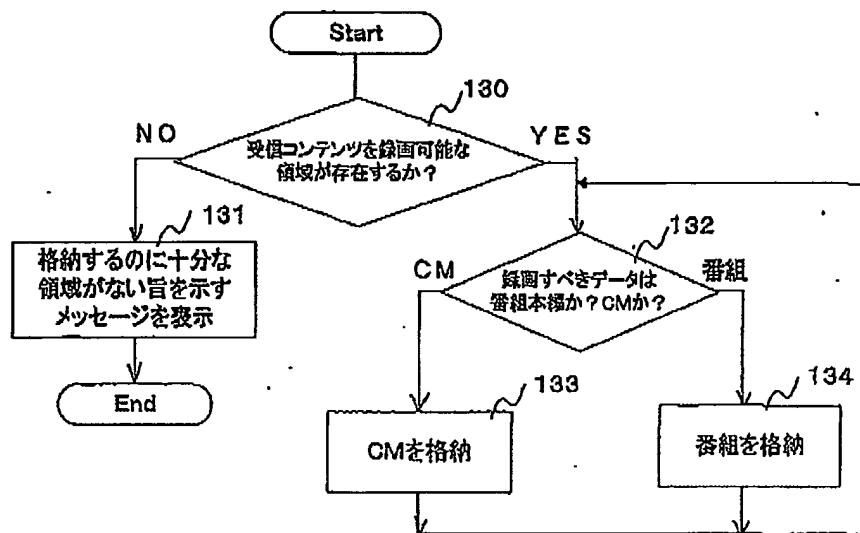 Start
130
NO
YES
受信コンテンツを録画可能な
領域が存在するか？
131
132
格納するのに十分な
領域がない旨を示す
メッセージを表示
CM
番組
録画すべきデータは
番組本編か？CMか？
End
133
134
CMを格納
番組を格納